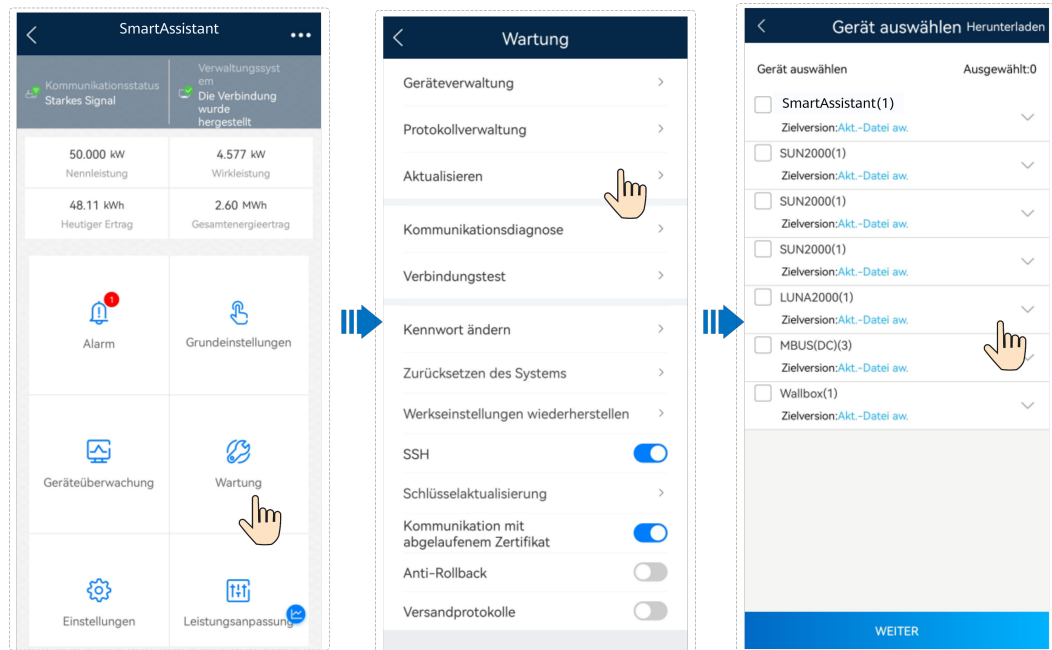 SmartAssistant
Kommunikationsstatus
Starkes Signal
Verwaltungssyst
em
Die Verbindung
wurde
hergestellt
50.000 kW
Nennleistung
4.577 kW
Wirkleistung
48.11 kWh
Heutiger Ertrag
2.60 MWh
Gesamtenergieertrag
1
Alarm
Grundeinstellungen
Geräteüberwachung
Wartung
Einstellungen
Leistungsanpassung
Wartung
Geräteverwaltung
Protokollverwaltung
Aktualisieren
Kommunikationsdiagnose
Verbindungstest
Kennwort ändern
Zurücksetzen des Systems
Werkseinstellungen wiederherstellen
SSH
Schlüsselaktualisierung
Kommunikation mit
abgelaufenem Zertifikat
Anti-Rollback
Versandprotokolle
Gerät auswählen Herunterladen
Gerät auswählen Ausgewählt:0
SmartAssistant(1)
Zielversion:Akt.-Datei aw.
SUN2000(1)
Zielversion:Akt.-Datei aw.
SUN2000(1)
Zielversion:Akt.-Datei aw.
SUN2000(1)
Zielversion:Akt.-Datei aw.
LUNA2000(1)
Zielversion:Akt.-Datei aw.
MBUS(DC)(3)
Zielversion:Akt.-Datei aw.
Wallbox(1)
Zielversion:Akt.-Datei aw.
WEITER